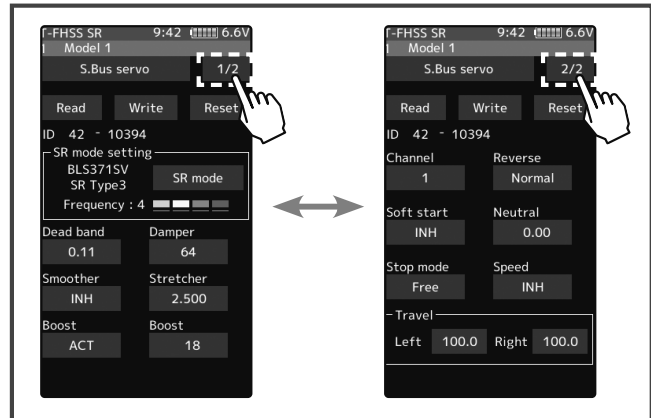 T-FHSS SR 9:42 6.6V
1 Model 1
S.Bus servo 1/2
Read Write Reset
ID 42 - 10394
SR mode setting
BLS371SV
SR Type3
SR mode
Frequency : 4
Dead band Damper
0.11 64
Smoother Stretcher
INH 2.500
Boost Boost
ACT 18
T-FHSS SR 9:42 6.6V
1 Model 1
S.Bus servo 2/2
Read Write Reset
ID 42 - 10394
Channel Reverse
1 Normal
Soft start Neutral
INH 0.00
Stop mode Speed
Free INH
Travel
Left 100.0 Right 100.0